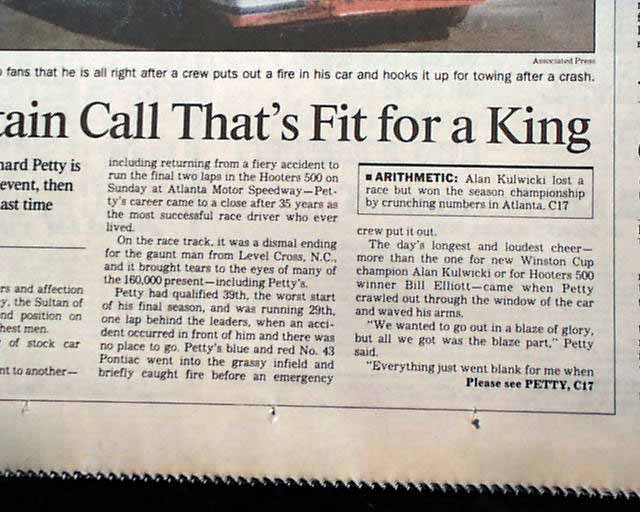 Associated Press
fans that he is all right after a crew puts out a fire in his car and hooks it up for towing after a crash.
tain Call That's Fit for a King
hard Petty is
event, then
ast time
rs and affection
y, the Sultan of
nd position on
hest men.
of stock car
nt to another—
including returning from a fiery accident to
run the final two laps in the Hooters 500 on
Sunday at Atlanta Motor Speedway—Pet-
ty's career came to a close after 35 years as
the most successful race driver who ever
lived.
On the race track, it was a dismal ending
for the gaunt man from Level Cross, N.C.,
and it brought tears to the eyes of many of
the 160,000 present—including Petty's.
Petty had qualified 39th, the worst start
of his final season, and was running 29th,
one lap behind the leaders, when an acci-
dent occurred in front of him and there was
no place to go. Petty's blue and red No. 43
Pontiac went into the grassy infield and
briefly caught fire before an emergency
■ ARITHMETIC: Alan Kulwicki lost a
race but won the season championship
by crunching numbers in Atlanta. C17
crew put it out.
The day's longest and loudest cheer—
more than the one for new Winston Cup
champion Alan Kulwicki or for Hooters 500
winner Bill Elliott—came when Petty
crawled out through the window of the car
and waved his arms.
"We wanted to go out in a blaze of glory,
but all we got was the blaze part," Petty
said.
"Everything just went blank for me when
Please see PETTY, C17